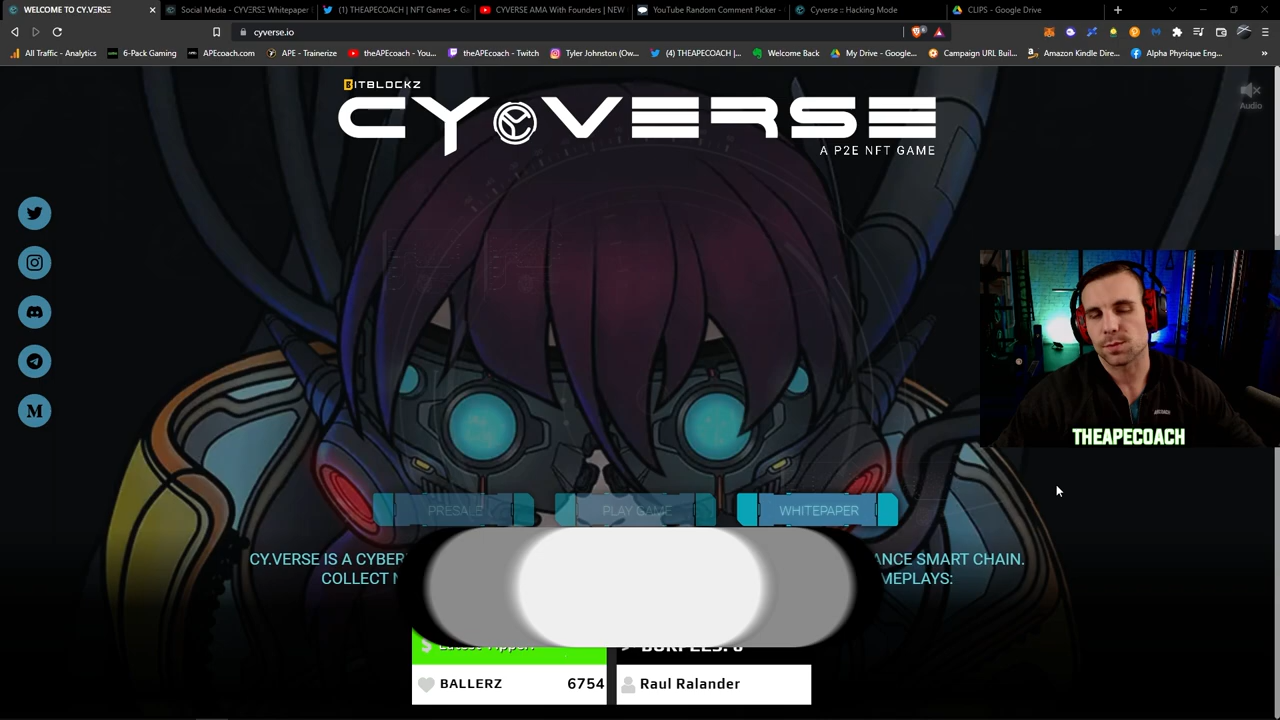 WELCOME TO CY.VΞRSΞ
Social Media - CYVΞRSΞ Whitepaper
(1) THEAPECOACH | NFT Games + Ga
CYVERSE AMA With Founders | NEW
YouTube Random Comment Picker -
Cyverse :: Hacking Mode
CLIPS - Google Drive
cyverse.io
All Traffic - Analytics
6-Pack Gaming
APEcoach.com
APE - Trainerize
theAPEcoach - You...
theAPEcoach - Twitch
Tyler Johnston (Ow...
(4) THEAPECOACH |...
Welcome Back
My Drive - Google...
Campaign URL Buil...
Amazon Kindle Dire...
Alpha Physique Eng...
BITBLOCKZ
CYVERSE
A P2E NFT GAME
Audio
THEAPECOACH
PRESALE
PLAY GAME
WHITEPAPER
CY.VERSE IS A CYBER
ANCE SMART CHAIN.
COLLECT N
MEPLAYS:
BALLERZ 6754
Raul Ralander